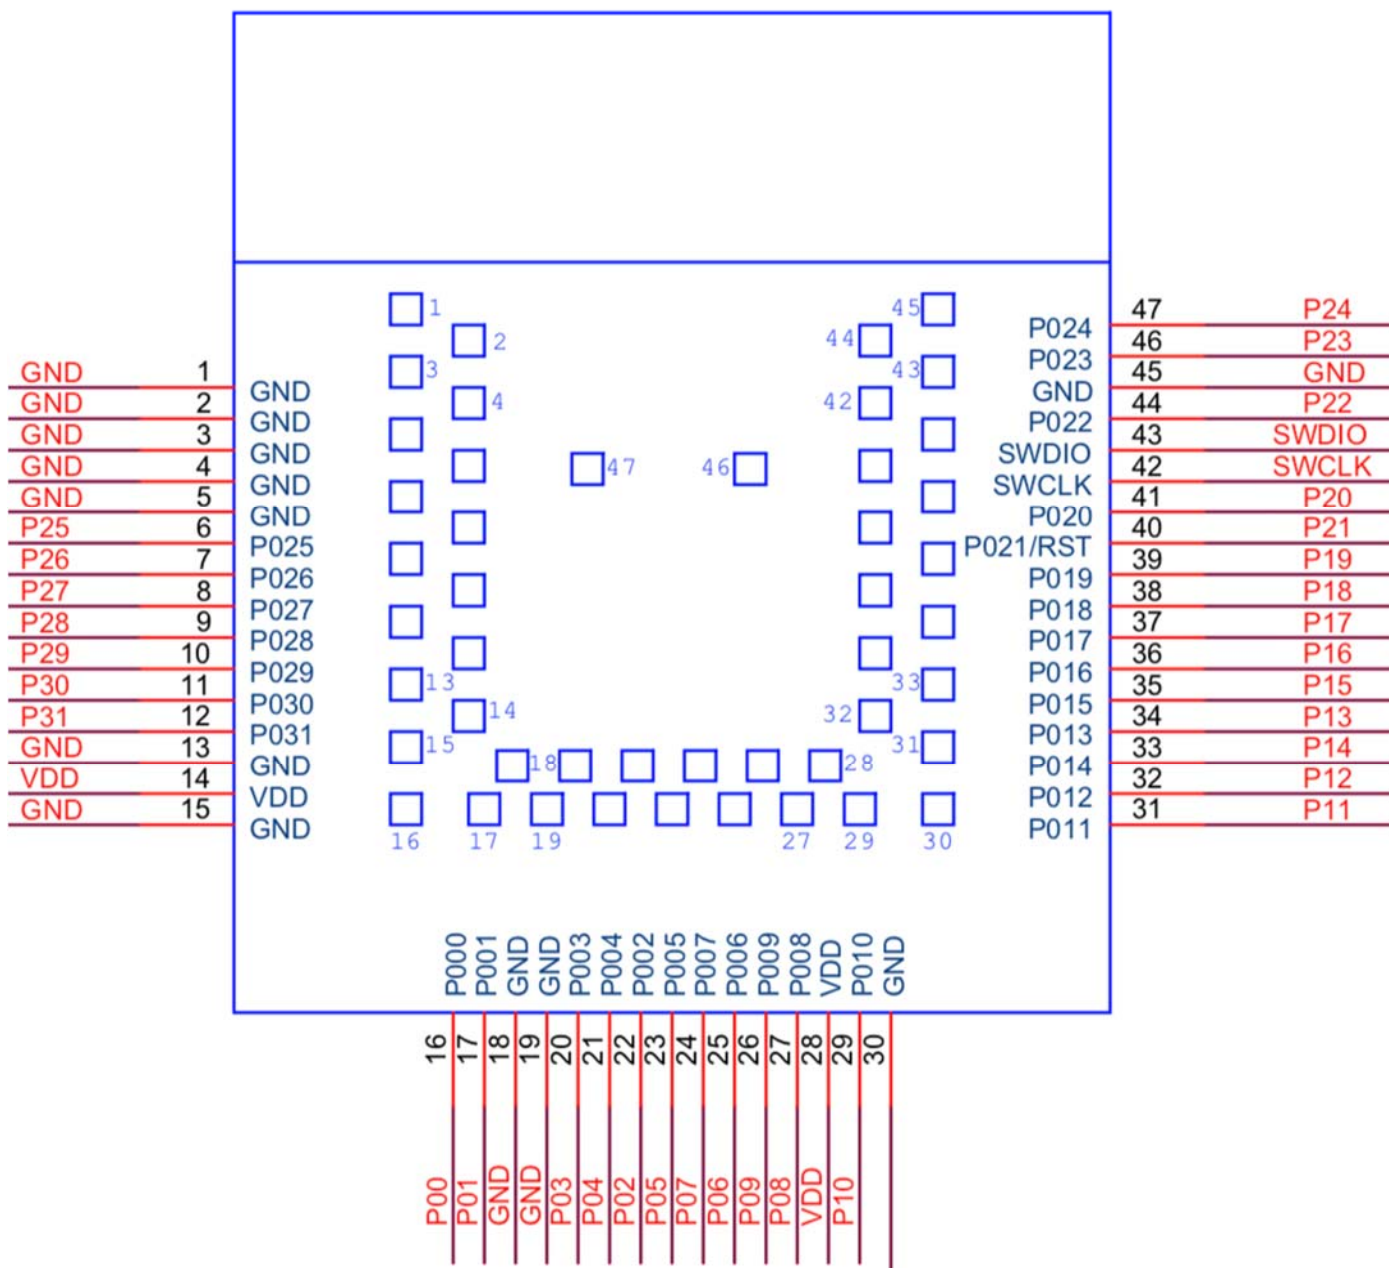 1 45
2 44
3 43
4 42
47 46
13 33
14 32
15 31
18 28
16 17 19 27 29 30
GND 1 GND
GND 2 GND
GND 3 GND
GND 4 GND
GND 5 GND
P25 6 P025
P26 7 P026
P27 8 P027
P28 9 P028
P29 10 P029
P30 11 P030
P31 12 P031
GND 13 GND
VDD 14 VDD
GND 15 GND
P024 47 P24
P023 46 P23
GND 45 GND
P022 44 P22
SWDIO 43 SWDIO
SWCLK 42 SWCLK
P020 41 P20
P021/RST 40 P21
P019 39 P19
P018 38 P18
P017 37 P17
P016 36 P16
P015 35 P15
P013 34 P13
P014 33 P14
P012 32 P12
P011 31 P11
P000 16 P00
P001 17 P01
GND 18 GND
GND 19 GND
P003 20 P03
P004 21 P04
P002 22 P02
P005 23 P05
P007 24 P07
P006 25 P06
P009 26 P09
P008 27 P08
VDD 28 VDD
P010 29 P10
GND 30